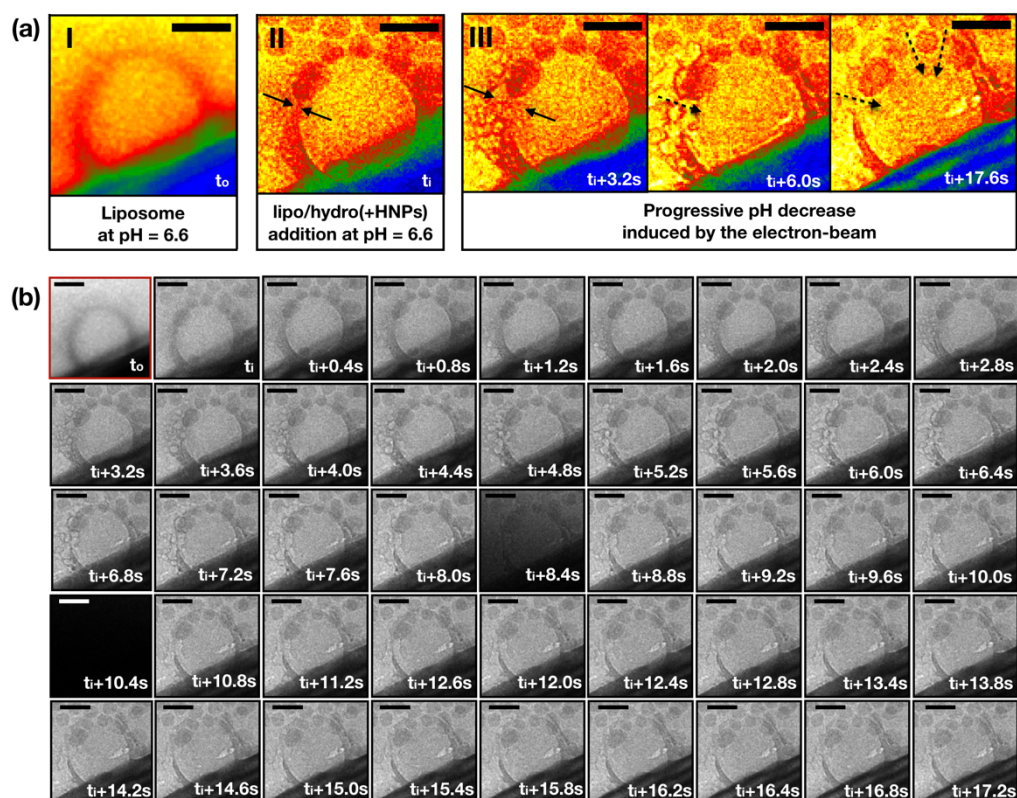 (a)
I
II
III
to
ti
ti+3.2s
ti+6.0s
ti+17.6s
Liposome
at pH = 6.6
lipo/hydro(+HNPs)
addition at pH = 6.6
Progressive pH decrease
induced by the electron-beam
(b)
to
ti
ti+0.4s
ti+0.8s
ti+1.2s
ti+1.6s
ti+2.0s
ti+2.4s
ti+2.8s
ti+3.2s
ti+3.6s
ti+4.0s
ti+4.4s
ti+4.8s
ti+5.2s
ti+5.6s
ti+6.0s
ti+6.4s
ti+6.8s
ti+7.2s
ti+7.6s
ti+8.0s
ti+8.4s
ti+8.8s
ti+9.2s
ti+9.6s
ti+10.0s
ti+10.4s
ti+10.8s
ti+11.2s
ti+12.6s
ti+12.0s
ti+12.4s
ti+12.8s
ti+13.4s
ti+13.8s
ti+14.2s
ti+14.6s
ti+15.0s
ti+15.4s
ti+15.8s
ti+16.2s
ti+16.4s
ti+16.8s
ti+17.2s